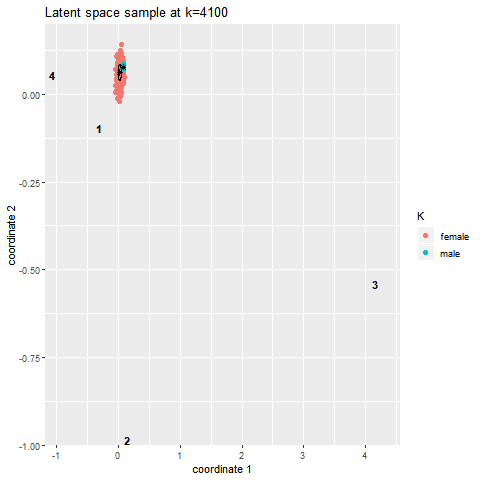 Latent space sample at k=4100
4
0.00
1
-0.25
coordinate 2
K
female
male
-0.50
3
-0.75
2
-1.00
-1
0
1
2
3
4
coordinate 1